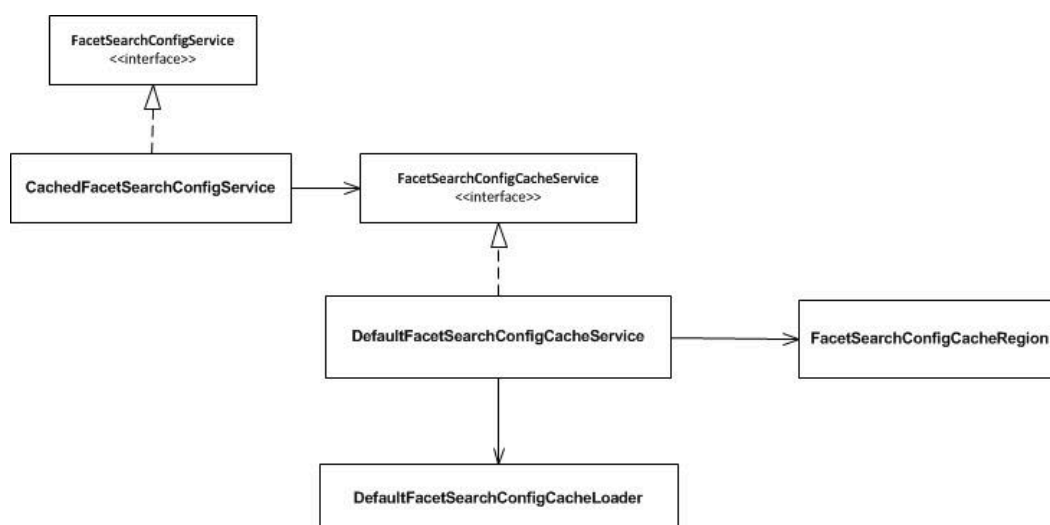 FacetSearchConfigService
<<interface>>
CachedFacetSearchConfigService
FacetSearchConfigCacheService
<<interface>>
DefaultFacetSearchConfigCacheService
FacetSearchConfigCacheRegion
DefaultFacetSearchConfigCacheLoader